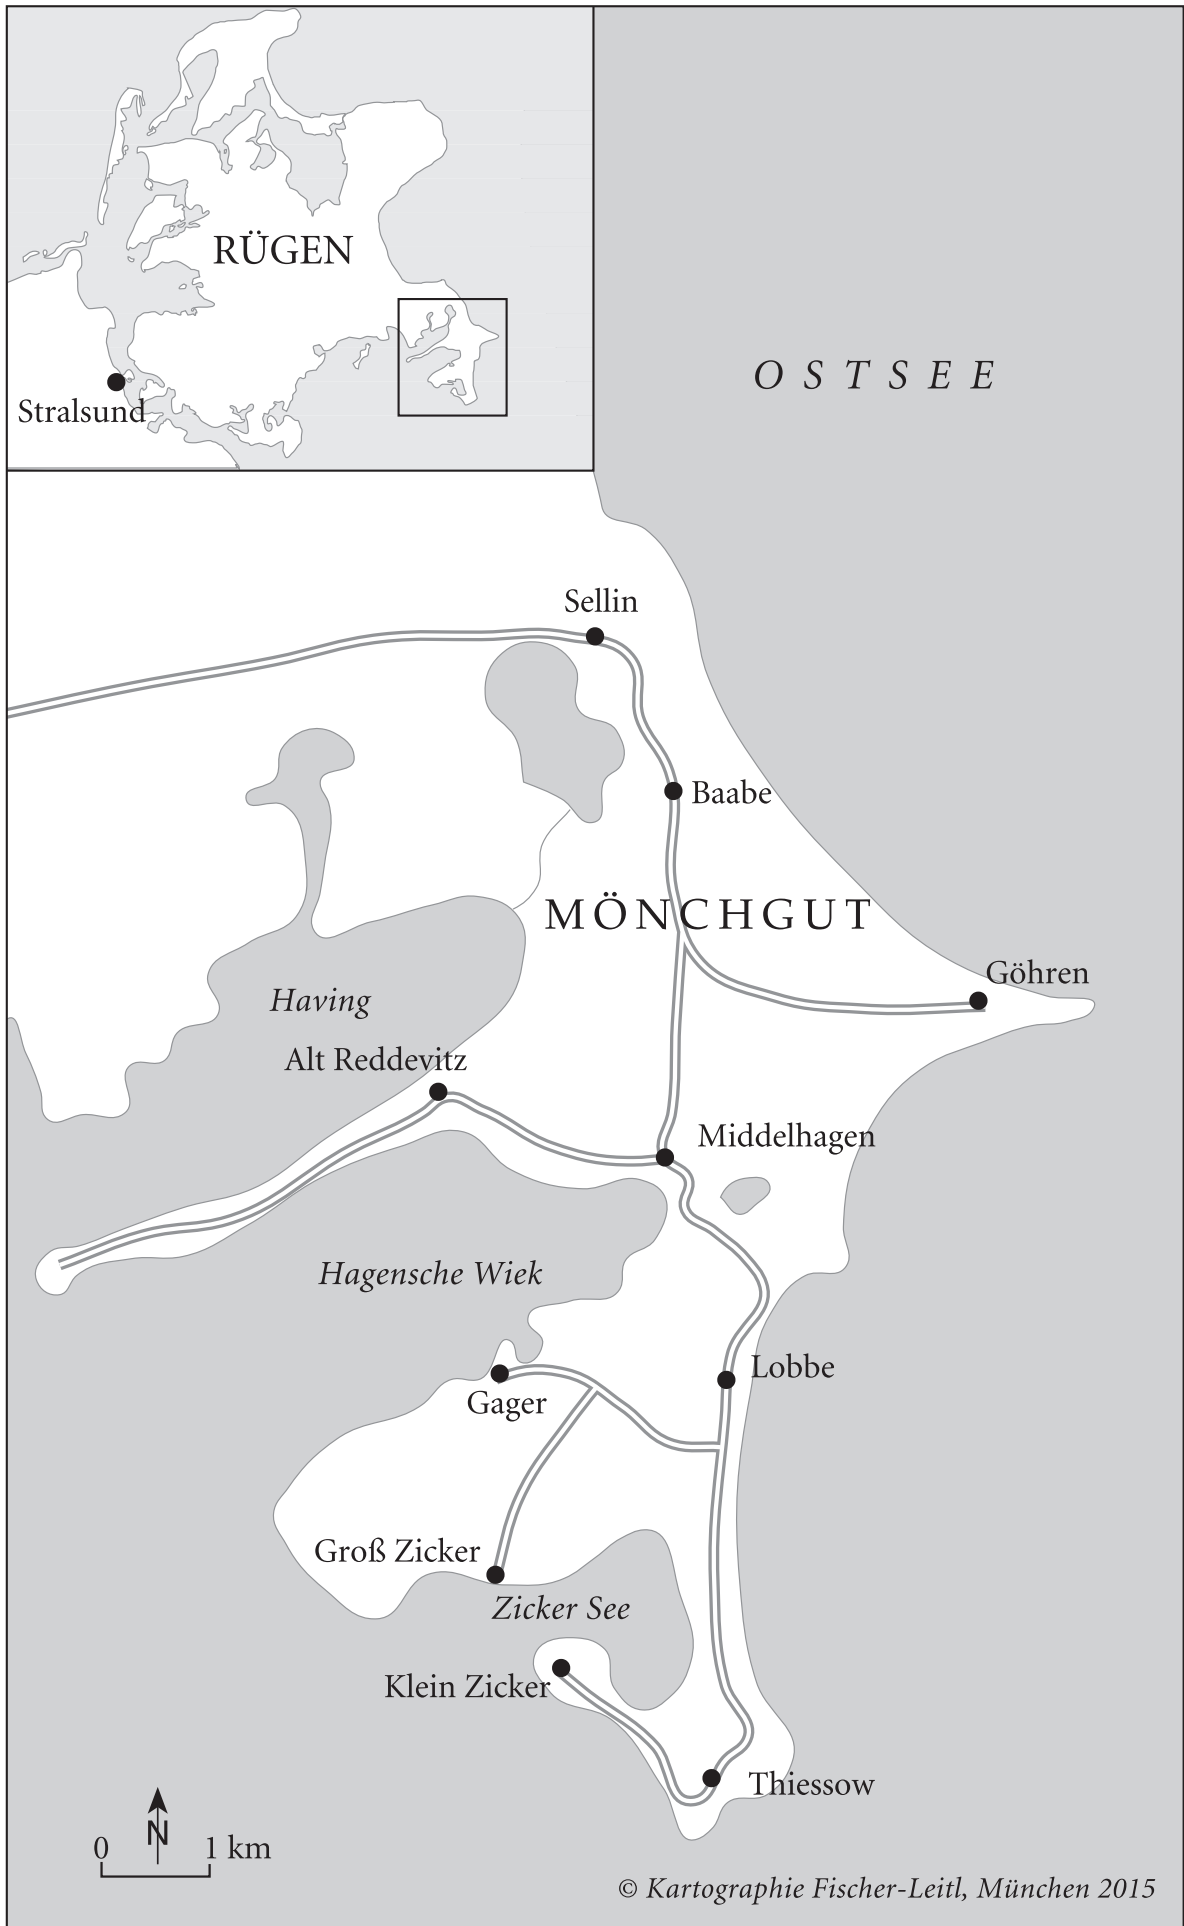 RÜGEN
Stralsund
OSTSEE
Sellin
Baabe
MÖNCHGUT
Göhren
Having
Alt Reddevitz
Middelhagen
Hagensche Wiek
Lobbe
Gager
Groß Zicker
Zicker See
Klein Zicker
Thiessow
N
0 1 km
© Kartographie Fischer-Leitl, München 2015